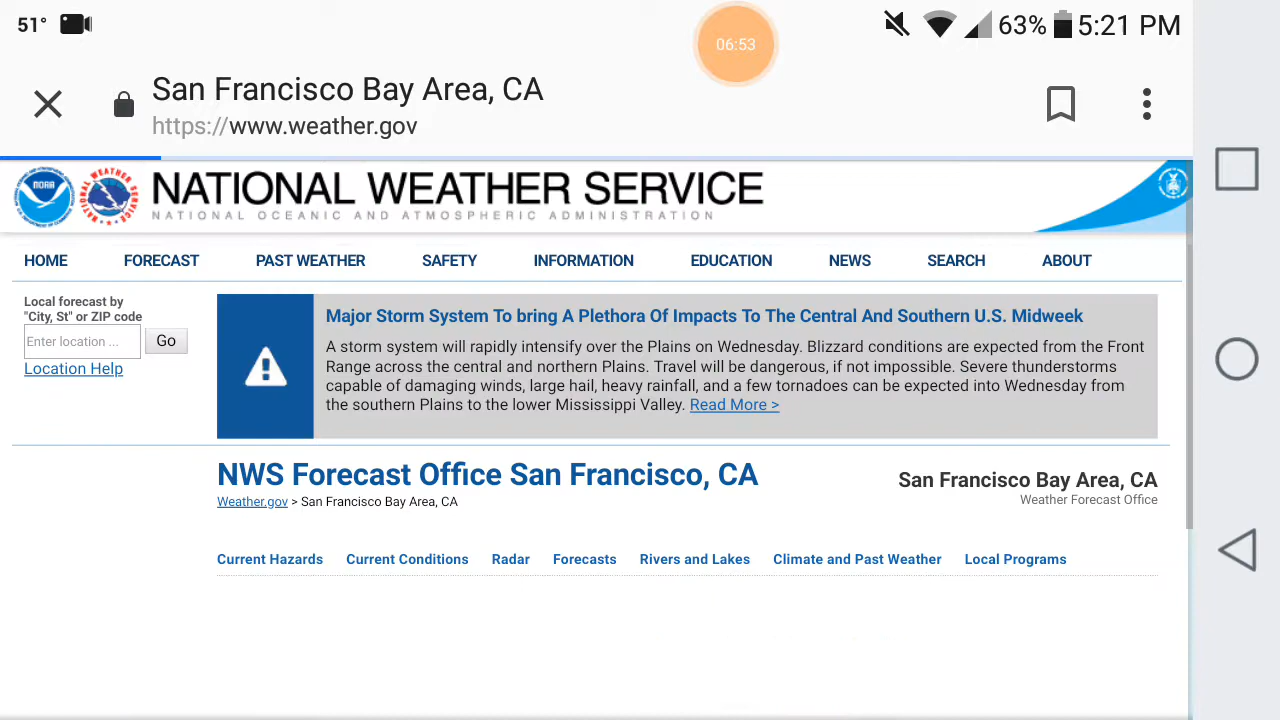 51°
06:53
63%
5:21 PM
San Francisco Bay Area, CA
https://www.weather.gov
NOAA
NATIONAL WEATHER SERVICE
NATIONAL OCEANIC AND ATMOSPHERIC ADMINISTRATION
HOME FORECAST PAST WEATHER SAFETY INFORMATION EDUCATION NEWS SEARCH ABOUT
Local forecast by
"City, St" or ZIP code
Enter location ...
Go
Location Help
Major Storm System To bring A Plethora Of Impacts To The Central And Southern U.S. Midweek
A storm system will rapidly intensify over the Plains on Wednesday. Blizzard conditions are expected from the Front
Range across the central and northern Plains. Travel will be dangerous, if not impossible. Severe thunderstorms
capable of damaging winds, large hail, heavy rainfall, and a few tornadoes can be expected into Wednesday from
the southern Plains to the lower Mississippi Valley. Read More >
NWS Forecast Office San Francisco, CA
Weather.gov > San Francisco Bay Area, CA
San Francisco Bay Area, CA
Weather Forecast Office
Current Hazards Current Conditions Radar Forecasts Rivers and Lakes Climate and Past Weather Local Programs